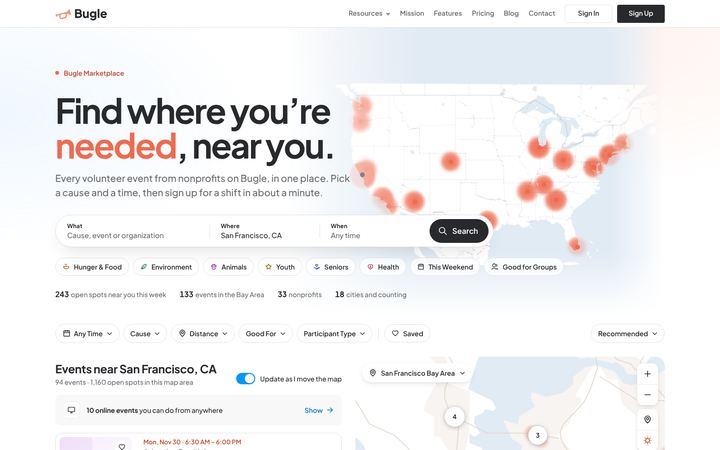 Bugle
Resources
Mission
Features
Pricing
Blog
Contact
Sign In
Sign Up
Bugle Marketplace
Find where you're
needed, near you.
Every volunteer event from nonprofits on Bugle, in one place. Pick
a cause and a time, then sign up for a shift in about a minute.
What
Cause, event or organization
Where
San Francisco, CA
When
Any time
Search
Hunger & Food
Environment
Animals
Youth
Seniors
Health
This Weekend
Good for Groups
243 open spots near you this week
133 events in the Bay Area
33 nonprofits
18 cities and counting
Any Time
Cause
Distance
Good For
Participant Type
Saved
Recommended
Events near San Francisco, CA
94 events · 1,160 open spots in this map area
Update as I move the map
10 online events you can do from anywhere
Show →
Mon, Nov 30 · 6:30 AM – 6:00 PM
San Francisco Bay Area
4
3